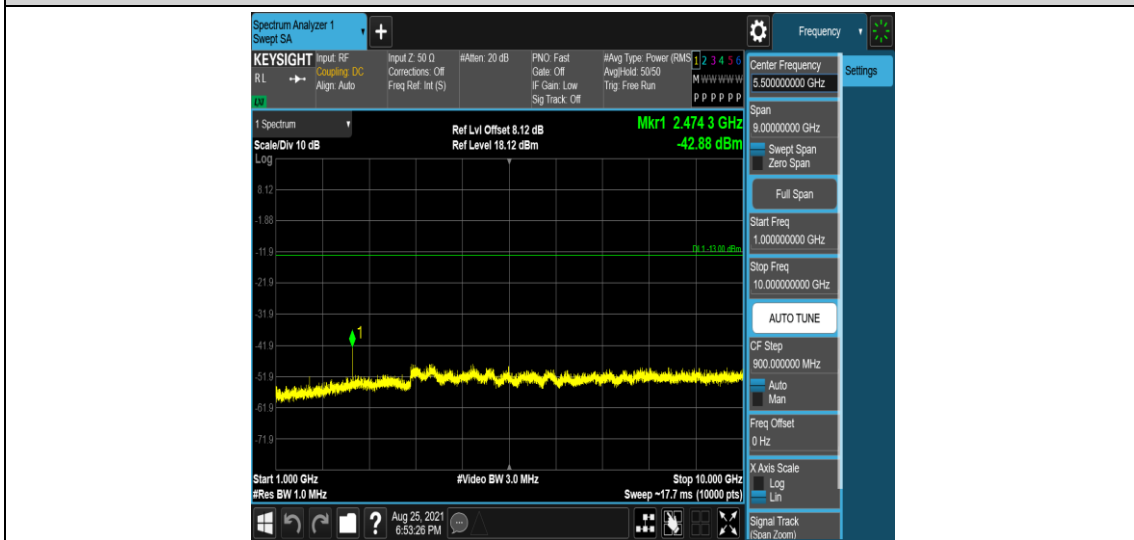 Spectrum Analyzer 1
Swept SA
+
Frequency
KEYSIGHT
RL
LXI
Input: RF
Coupling: DC
Align: Auto
Input Z: 50 Ω
Corrections: Off
Freq Ref: Int (S)
#Atten: 20 dB
PNO: Fast
Gate: Off
IF Gain: Low
Sig Track: Off
#Avg Type: Power (RMS
Avg|Hold: 50/50
Trig: Free Run
1 2 3 4 5 6
M W W W W W
P P P P P P
1 Spectrum
Scale/Div 10 dB
Log
Ref Lvl Offset 8.12 dB
Ref Level 18.12 dBm
Mkr1 2.474 3 GHz
-42.88 dBm
8.12
-1.88
-11.9
DL1 -13.00 dBm
-21.9
-31.9
1
-41.9
-51.9
-61.9
-71.9
Start 1.000 GHz
#Video BW 3.0 MHz
Stop 10.000 GHz
#Res BW 1.0 MHz
Sweep ~17.7 ms (10000 pts)
?
Aug 25, 2021
6:53:26 PM
Center Frequency
5.500000000 GHz
Settings
Span
9.00000000 GHz
Swept Span
Zero Span
Full Span
Start Freq
1.000000000 GHz
Stop Freq
10.000000000 GHz
AUTO TUNE
CF Step
900.000000 MHz
Auto
Man
Freq Offset
0 Hz
X Axis Scale
Log
Lin
Signal Track
(Span Zoom)